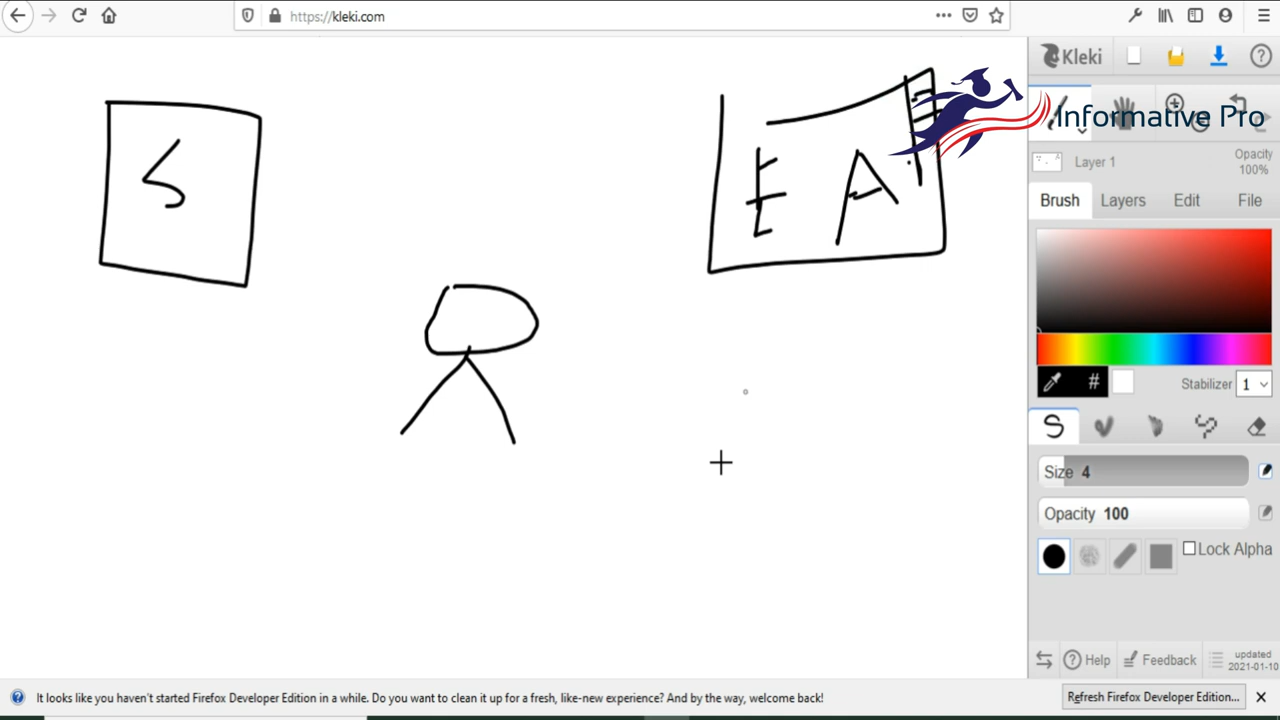 https://kleki.com
Kleki
S
E A
Informative Pro
Layer 1
Opacity
100%
Brush Layers Edit File
#
Stabilizer 1
Size 4
Opacity 100
Lock Alpha
Help Feedback updated
2021-01-10
It looks like you haven't started Firefox Developer Edition in a while. Do you want to clean it up for a fresh, like-new experience? And by the way, welcome back!
Refresh Firefox Developer Edition...